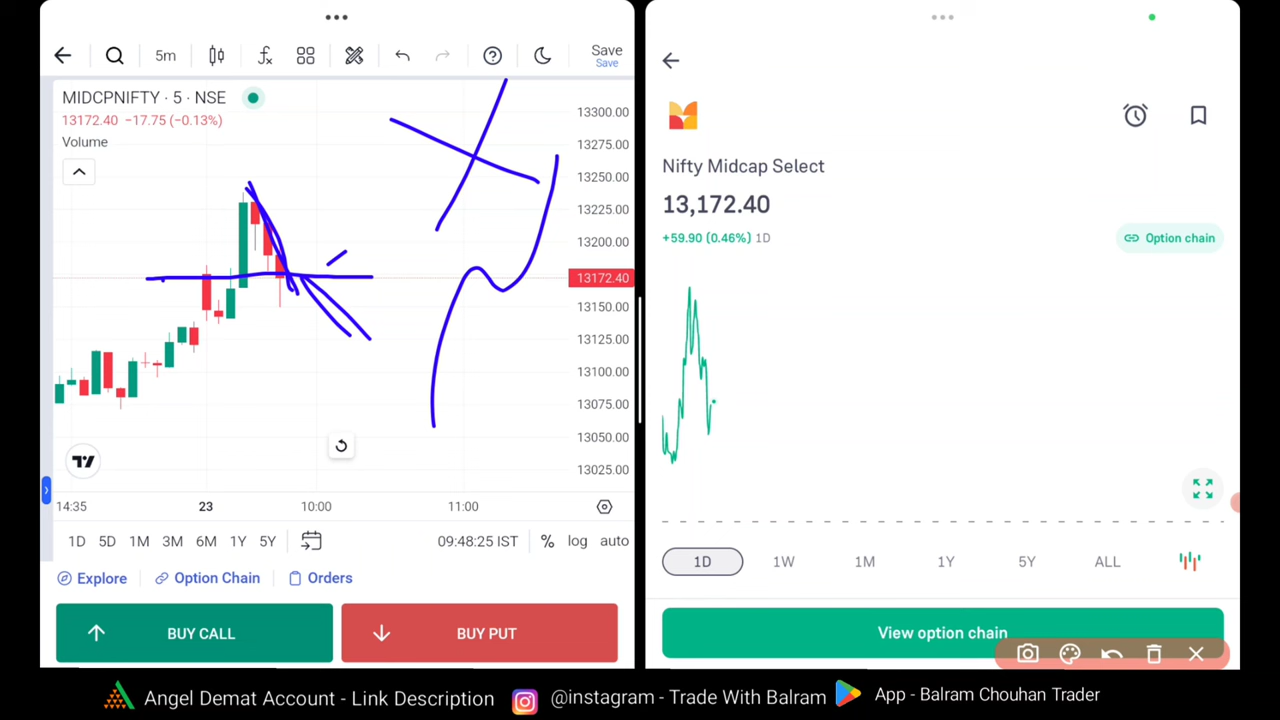 5m
Save
Save
MIDCPNIFTY · 5 · NSE
13172.40 −17.75 (−0.13%)
Volume
13300.00
13275.00
13250.00
13225.00
13200.00
13172.40
13150.00
13125.00
13100.00
13075.00
13050.00
13025.00
14:35 23 10:00 11:00
1D 5D 1M 3M 6M 1Y 5Y 09:48:25 IST % log auto
Explore Option Chain Orders
BUY CALL BUY PUT
Nifty Midcap Select
13,172.40
+59.90 (0.46%) 1D
Option chain
1D 1W 1M 1Y 5Y ALL
View option chain
Angel Demat Account - Link Description @instagram - Trade With Balram App - Balram Chouhan Trader